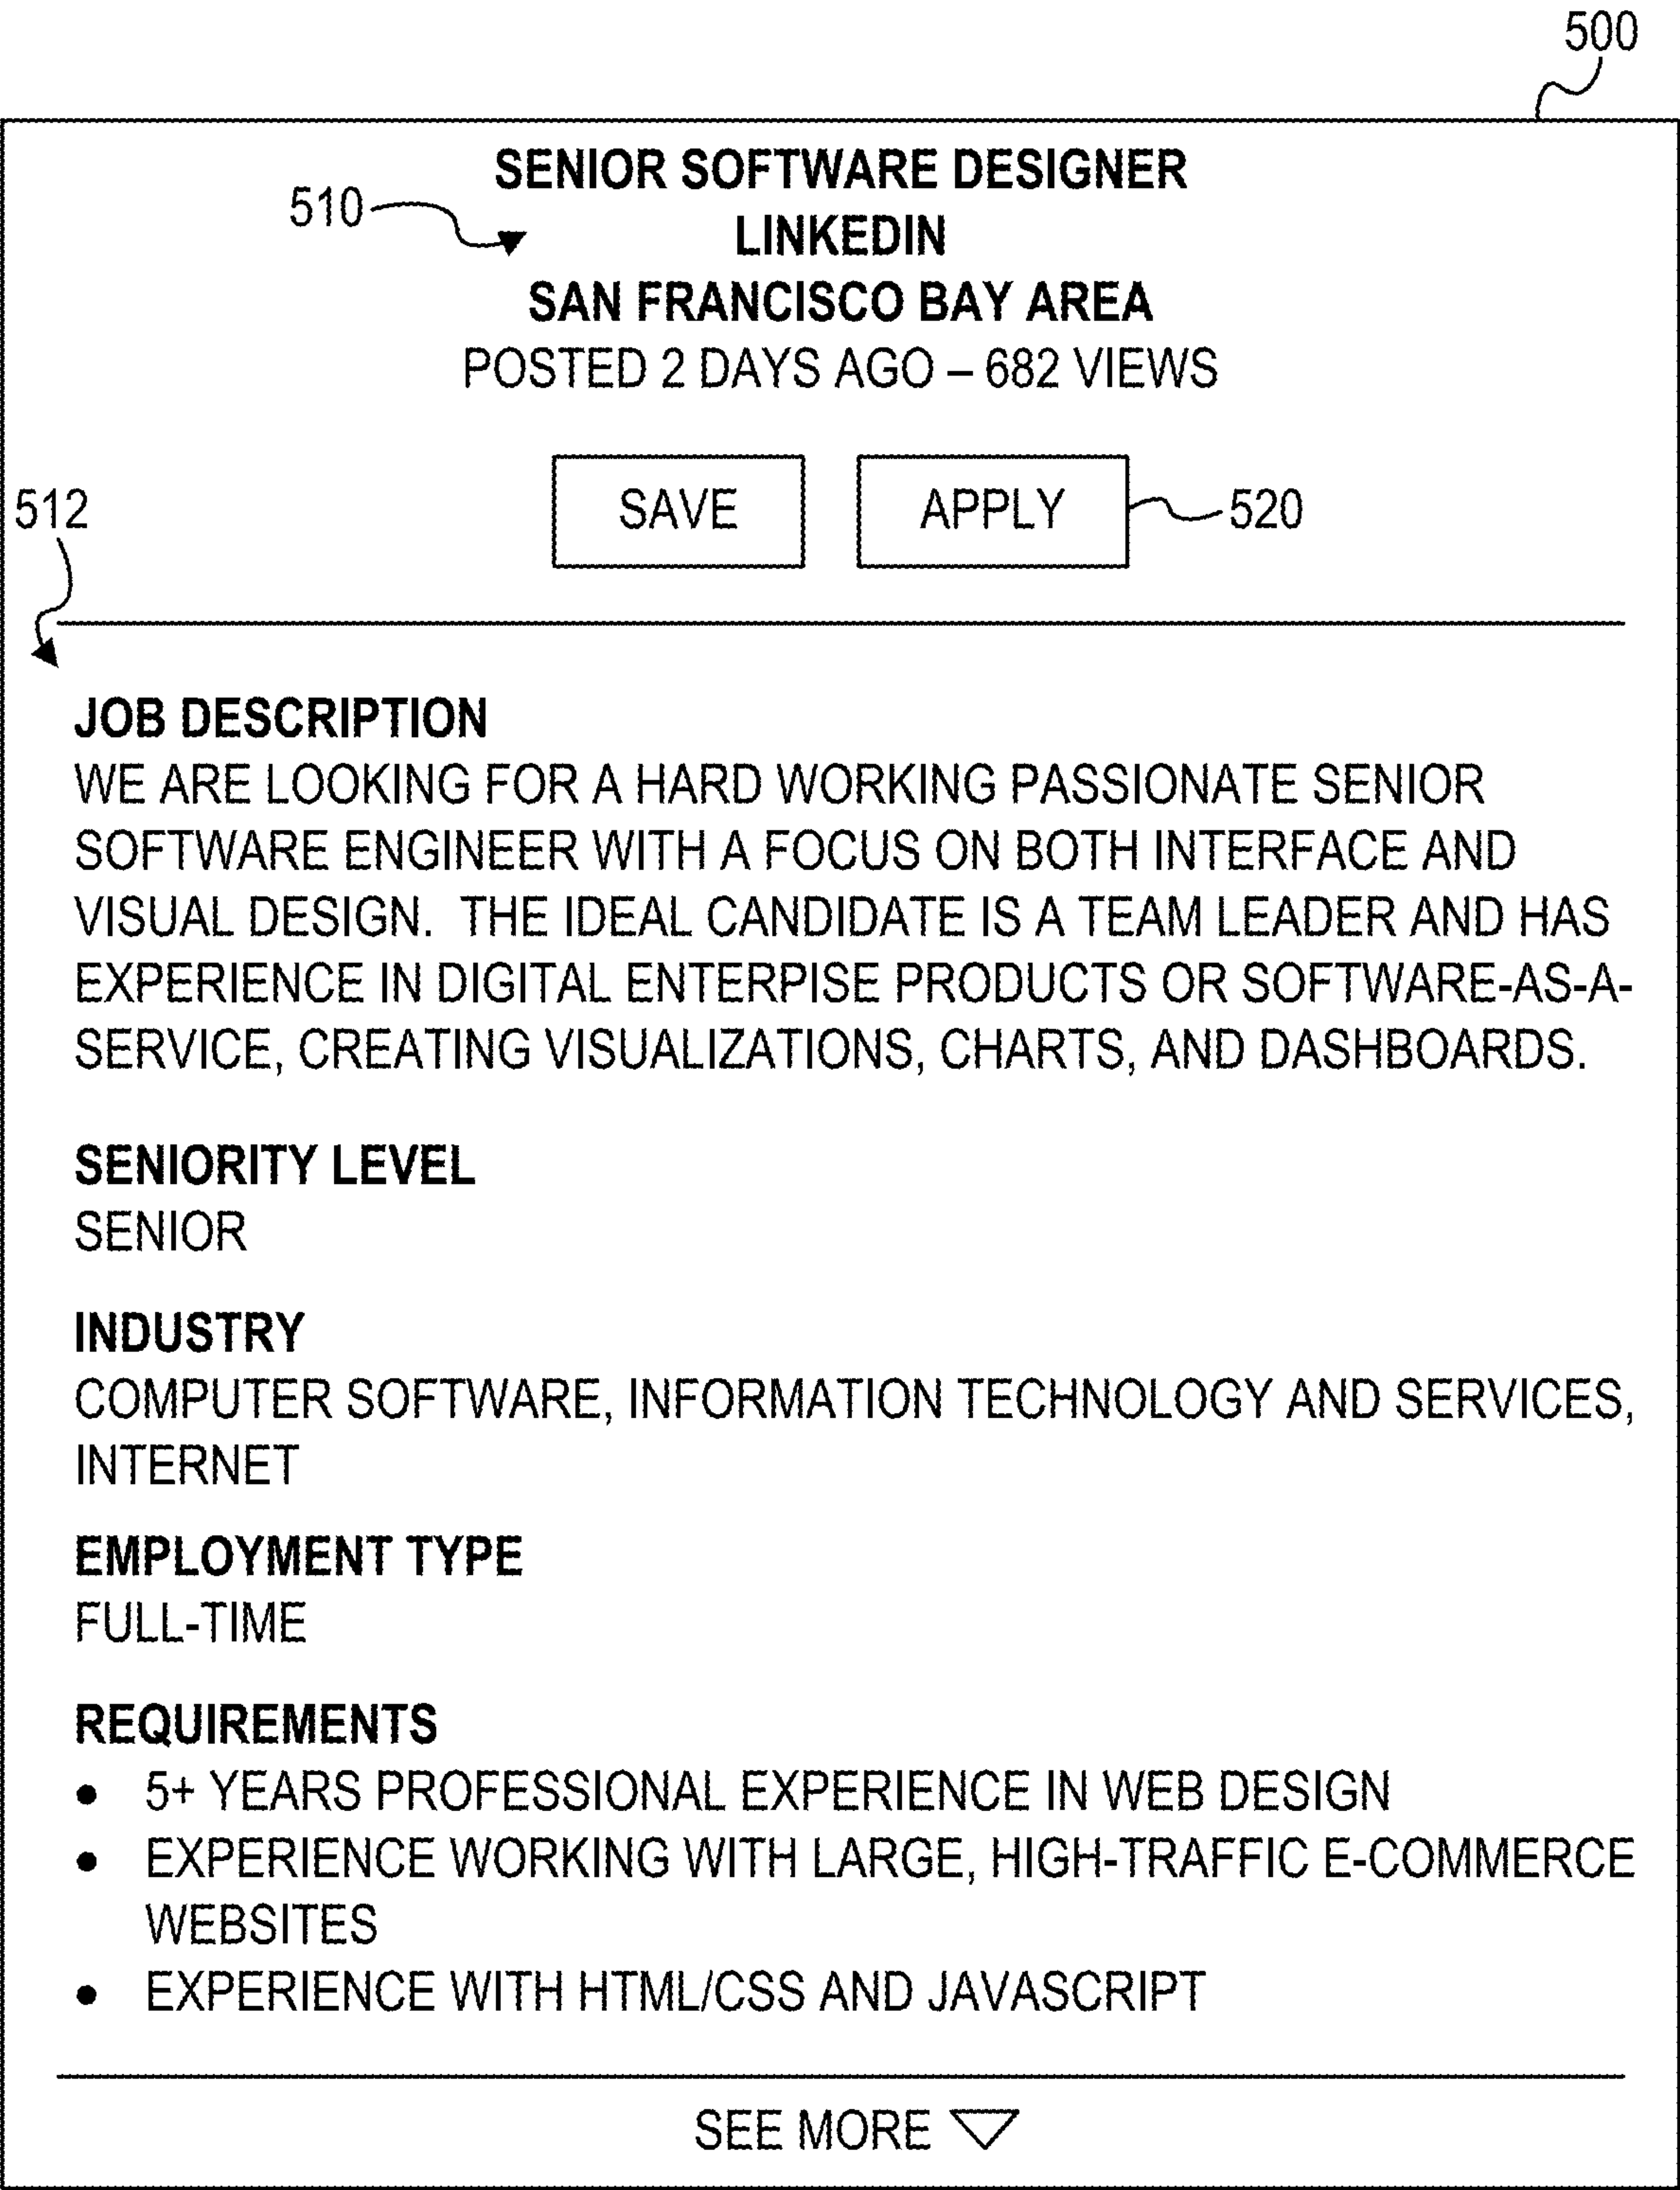 500
SENIOR SOFTWARE DESIGNER
510
LINKEDIN
SAN FRANCISCO BAY AREA
POSTED 2 DAYS AGO – 682 VIEWS
512
SAVE
APPLY
520
JOB DESCRIPTION
WE ARE LOOKING FOR A HARD WORKING PASSIONATE SENIOR
SOFTWARE ENGINEER WITH A FOCUS ON BOTH INTERFACE AND
VISUAL DESIGN. THE IDEAL CANDIDATE IS A TEAM LEADER AND HAS
EXPERIENCE IN DIGITAL ENTERPISE PRODUCTS OR SOFTWARE-AS-A-
SERVICE, CREATING VISUALIZATIONS, CHARTS, AND DASHBOARDS.
SENIORITY LEVEL
SENIOR
INDUSTRY
COMPUTER SOFTWARE, INFORMATION TECHNOLOGY AND SERVICES,
INTERNET
EMPLOYMENT TYPE
FULL-TIME
REQUIREMENTS
• 5+ YEARS PROFESSIONAL EXPERIENCE IN WEB DESIGN
• EXPERIENCE WORKING WITH LARGE, HIGH-TRAFFIC E-COMMERCE
WEBSITES
• EXPERIENCE WITH HTML/CSS AND JAVASCRIPT
SEE MORE